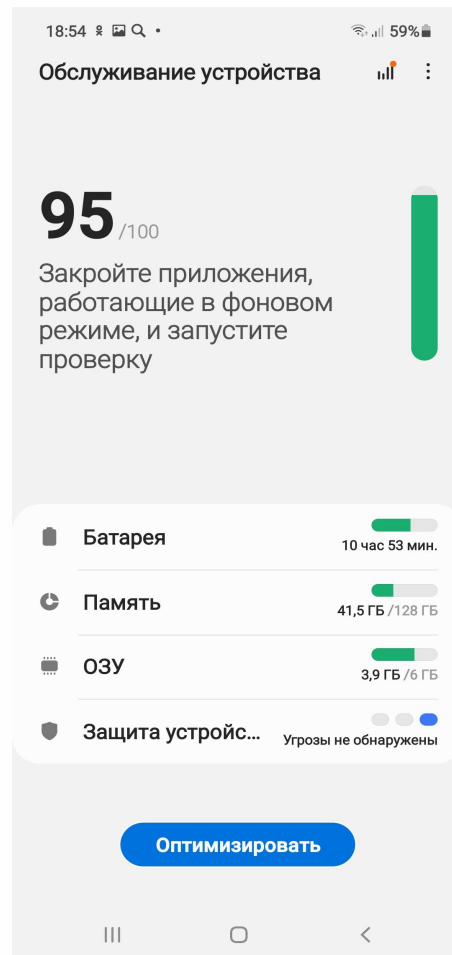 18:54 59%
Обслуживание устройства
95/100
Закройте приложения,
работающие в фоновом
режиме, и запустите
проверку
Батарея
10 час 53 мин.
Память
41,5 ГБ /128 ГБ
ОЗУ
3,9 ГБ /6 ГБ
Защита устройс...
Угрозы не обнаружены
Оптимизировать